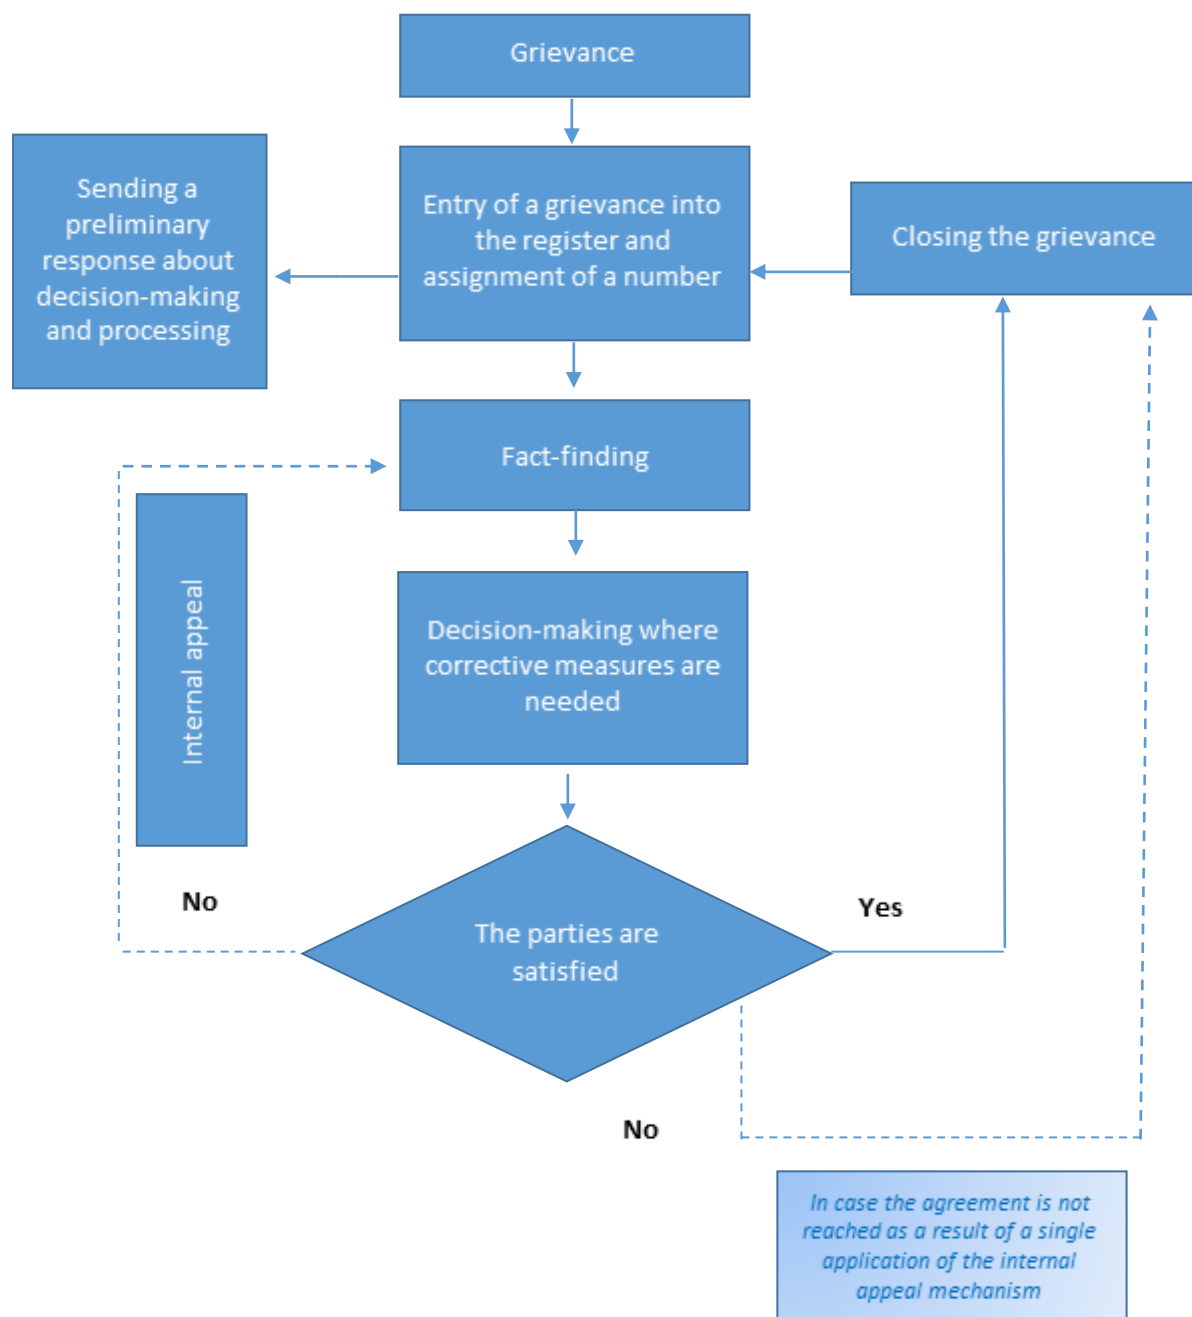 Grievance
Sending a
preliminary
response about
decision-making
and processing
Entry of a grievance into
the register and
assignment of a number
Closing the grievance
Fact-finding
Internal appeal
Decision-making where
corrective measures are
needed
No
Yes
The parties are
satisfied
No
In case the agreement is not
reached as a result of a single
application of the internal
appeal mechanism